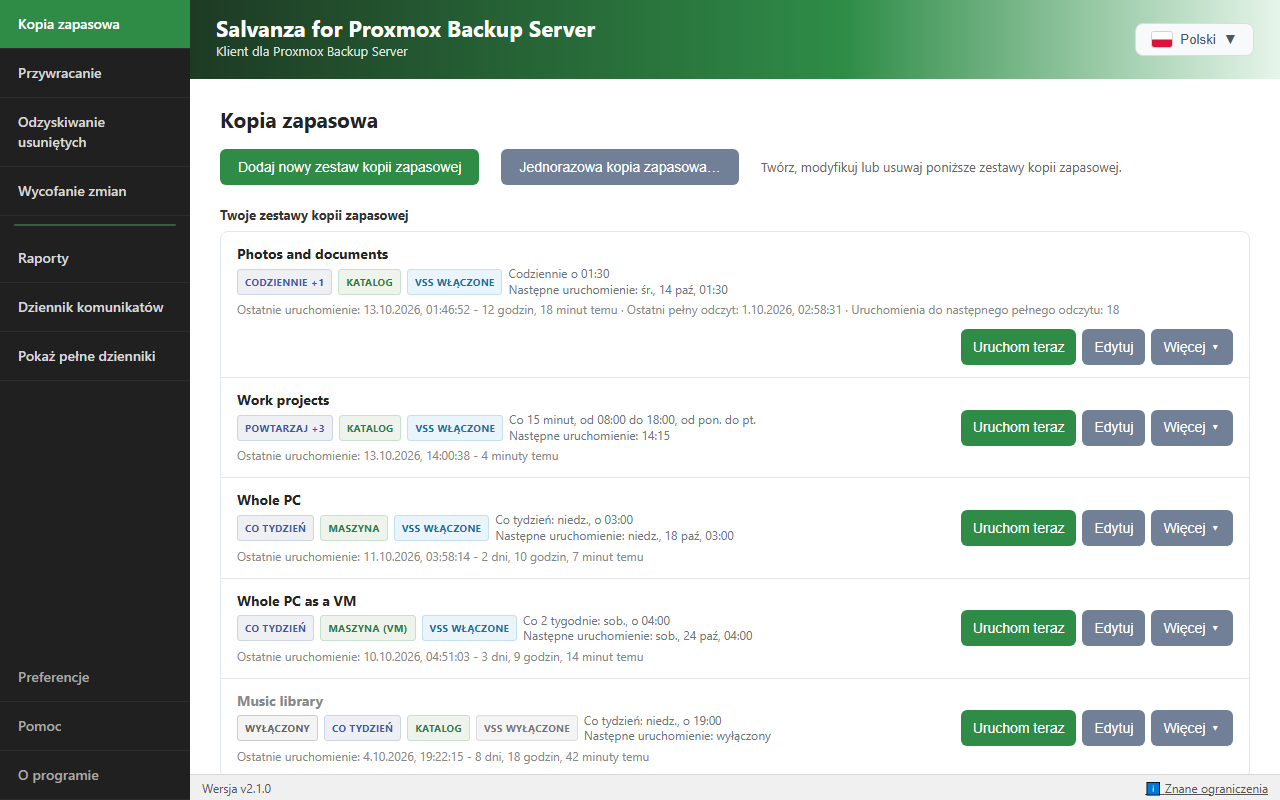 Kopia zapasowa
Przywracanie
Odzyskiwanie
usuniętych
Wycofanie zmian
Raporty
Dziennik komunikatów
Pokaż pełne dzienniki
Preferencje
Pomoc
O programie
Salvanza for Proxmox Backup Server
Klient dla Proxmox Backup Server
Polski ▼
Kopia zapasowa
Dodaj nowy zestaw kopii zapasowej
Jednorazowa kopia zapasowa...
Twórz, modyfikuj lub usuwaj poniższe zestawy kopii zapasowej.
Twoje zestawy kopii zapasowej
Photos and documents
CODZIENNIE +1 KATALOG VSS WŁĄCZONE
Codziennie o 01:30
Następne uruchomienie: śr., 14 paź, 01:30
Ostatnie uruchomienie: 13.10.2026, 01:46:52 - 12 godzin, 18 minut temu · Ostatni pełny odczyt: 1.10.2026, 02:58:31 · Uruchomienia do następnego pełnego odczytu: 18
Uruchom teraz Edytuj Więcej ▾
Work projects
POWTARZAJ +3 KATALOG VSS WŁĄCZONE
Co 15 minut, od 08:00 do 18:00, od pon. do pt.
Następne uruchomienie: 14:15
Ostatnie uruchomienie: 13.10.2026, 14:00:38 - 4 minuty temu
Uruchom teraz Edytuj Więcej ▾
Whole PC
CO TYDZIEŃ MASZYNA VSS WŁĄCZONE
Co tydzień: niedz., o 03:00
Następne uruchomienie: niedz., 18 paź, 03:00
Ostatnie uruchomienie: 11.10.2026, 03:58:14 - 2 dni, 10 godzin, 7 minut temu
Uruchom teraz Edytuj Więcej ▾
Whole PC as a VM
CO TYDZIEŃ MASZYNA (VM) VSS WŁĄCZONE
Co 2 tygodnie: sob., o 04:00
Następne uruchomienie: sob., 24 paź, 04:00
Ostatnie uruchomienie: 10.10.2026, 04:51:03 - 3 dni, 9 godzin, 14 minut temu
Uruchom teraz Edytuj Więcej ▾
Music library
WYŁĄCZONY CO TYDZIEŃ KATALOG VSS WYŁĄCZONE
Co tydzień: niedz., o 19:00
Następne uruchomienie: wyłączony
Ostatnie uruchomienie: 4.10.2026, 19:22:15 - 8 dni, 18 godzin, 42 minuty temu
Uruchom teraz Edytuj Więcej ▾
Wersja v2.1.0
i Znane ograniczenia